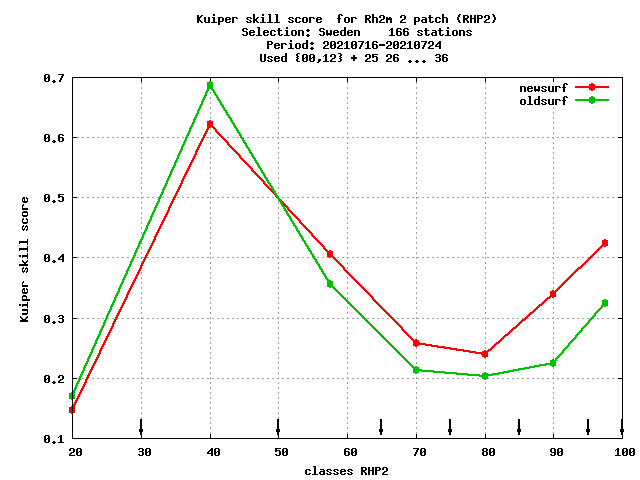 Kuiper skill score  for Rh2m 2 patch (RHP2)
Selection: Sweden    166 stations
Period: 20210716-20210724
Used {00,12} + 25 26 ... 36
newsurf
oldsurf
0.7
0.6
0.5
0.4
0.3
0.2
0.1
Kuiper skill score
20 30 40 50 60 70 80 90 100
classes RHP2